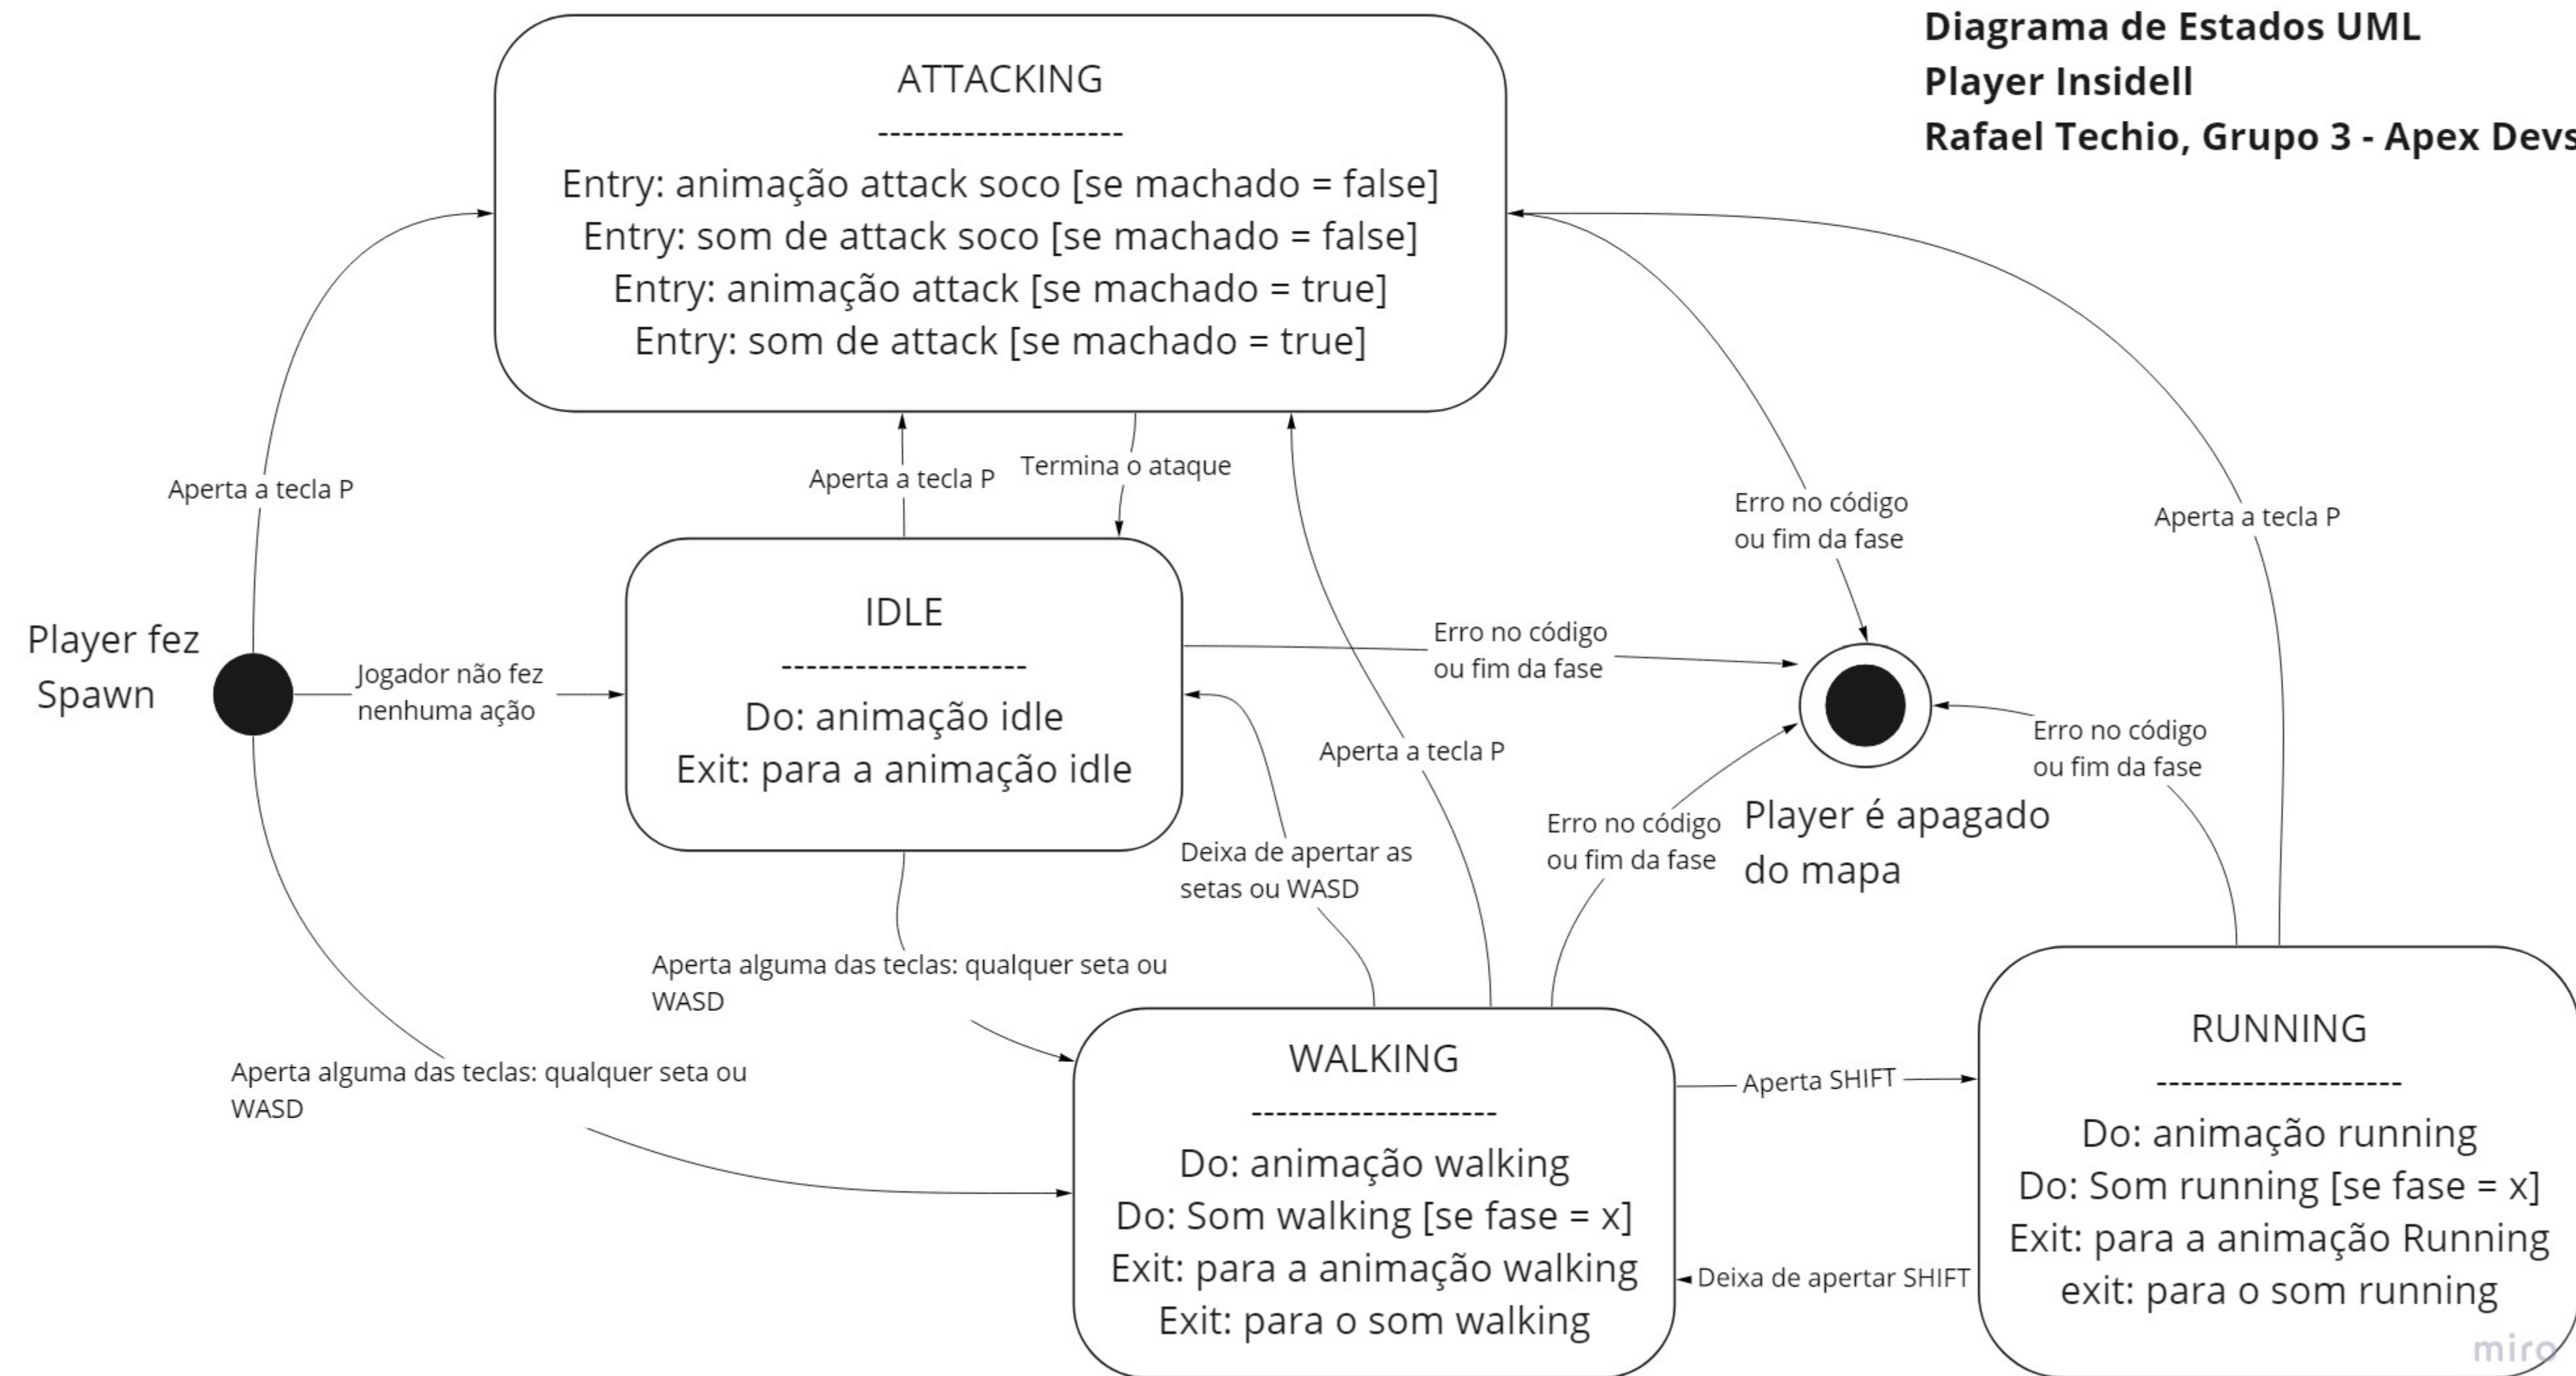 Diagrama de Estados UML
Player Insidell
Rafael Techio, Grupo 3 - Apex Devs
ATTACKING
--------------------
Entry: animação attack soco [se machado = false]
Entry: som de attack soco [se machado = false]
Entry: animação attack [se machado = true]
Entry: som de attack [se machado = true]
Aperta a tecla P
Aperta a tecla P
Termina o ataque
Erro no código
ou fim da fase
Aperta a tecla P
Player fez
Spawn
Jogador não fez
nenhuma ação
IDLE
--------------------
Do: animação idle
Exit: para a animação idle
Erro no código
ou fim da fase
Aperta a tecla P
Erro no código
ou fim da fase
Player é apagado
do mapa
Erro no código
ou fim da fase
Deixa de apertar as
setas ou WASD
Aperta alguma das teclas: qualquer seta ou
WASD
Aperta alguma das teclas: qualquer seta ou
WASD
WALKING
--------------------
Do: animação walking
Do: Som walking [se fase = x]
Exit: para a animação walking
Exit: para o som walking
Aperta SHIFT
Deixa de apertar SHIFT
RUNNING
--------------------
Do: animação running
Do: Som running [se fase = x]
Exit: para a animação Running
exit: para o som running
miro